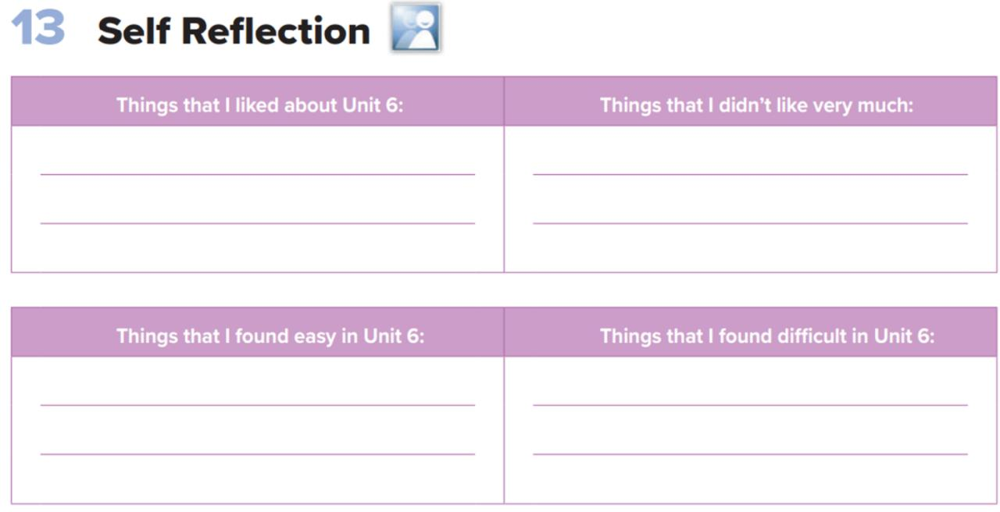 13 Self Reflection
Things that I liked about Unit 6:
Things that I didn’t like very much:
Things that I found easy in Unit 6:
Things that I found difficult in Unit 6: